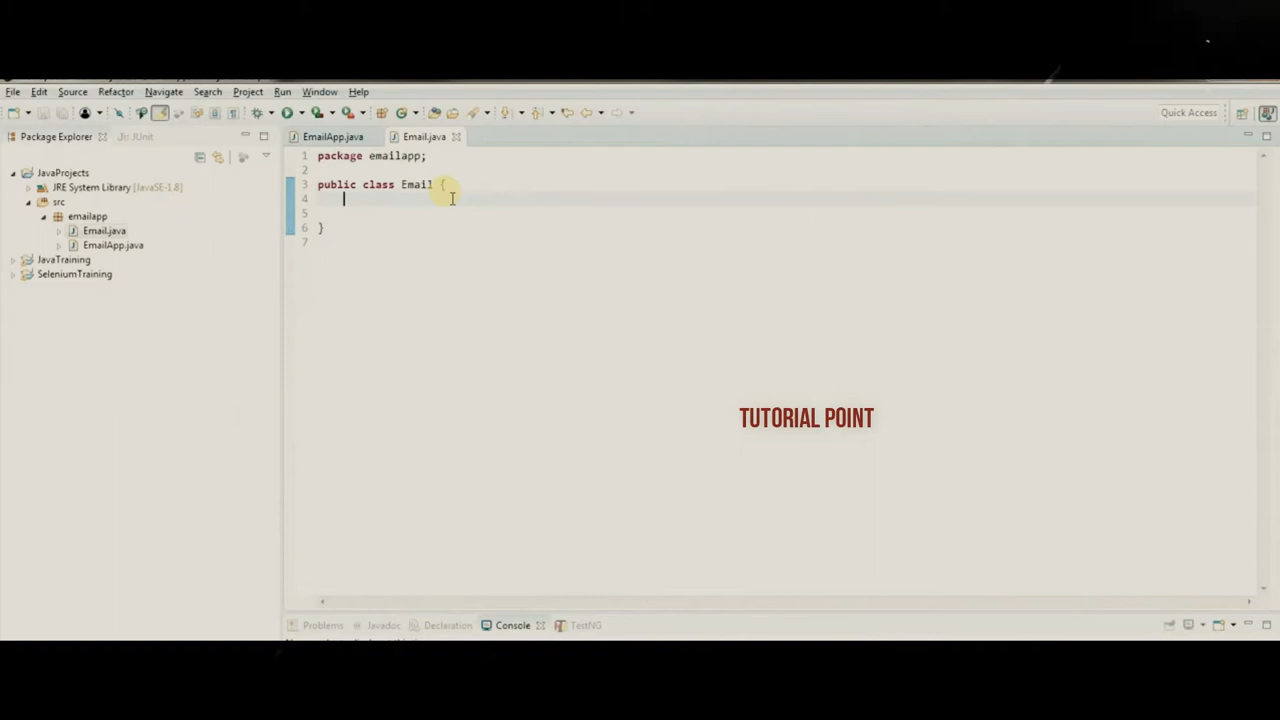 File Edit Source Refactor Navigate Search Project Run Window Help
Quick Access
Package Explorer JUnit
EmailApp.java Email.java
JavaProjects
JRE System Library [JavaSE-1.8]
src
emailapp
Email.java
EmailApp.java
JavaTraining
SeleniumTraining
1 package emailapp;
2
3 public class Email {
4
5
6 }
7
TUTORIAL POINT
Problems Javadoc Declaration Console TestNG